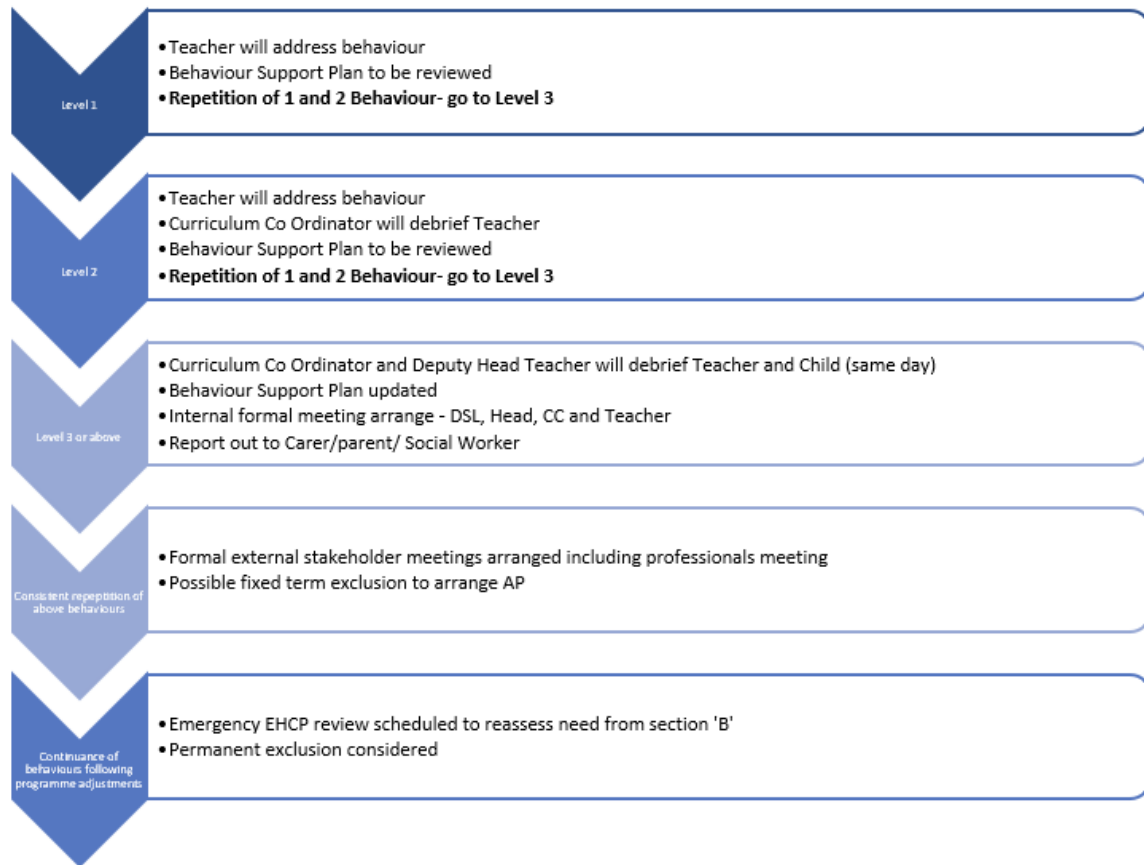 Level 1
•Teacher will address behaviour
•Behaviour Support Plan to be reviewed
•Repetition of 1 and 2 Behaviour- go to Level 3
Level 2
•Teacher will address behaviour
•Curriculum Co Ordinator will debrief Teacher
•Behaviour Support Plan to be reviewed
•Repetition of 1 and 2 Behaviour- go to Level 3
Level 3 or above
•Curriculum Co Ordinator and Deputy Head Teacher will debrief Teacher and Child (same day)
•Behaviour Support Plan updated
•Internal formal meeting arrange - DSL, Head, CC and Teacher
•Report out to Carer/parent/ Social Worker
Consistent repeptition of
above behaviours
•Formal external stakeholder meetings arranged including professionals meeting
•Possible fixed term exclusion to arrange AP
Continuance of
behaviours following
programme adjustments
•Emergency EHCP review scheduled to reassess need from section 'B'
•Permanent exclusion considered